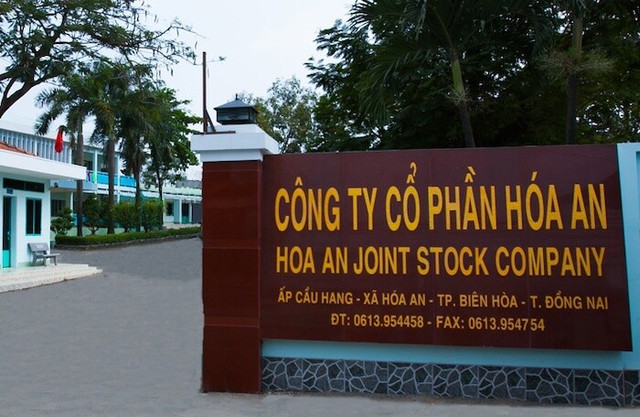 CÔNG TY CỔ PHẦN HÓA AN
HOA AN JOINT STOCK COMPANY
ẤP CẦU HANG - XÃ HÓA AN - TP. BIÊN HÒA - T. ĐỒNG NAI
ĐT: 0613.954458 - FAX: 0613.954754